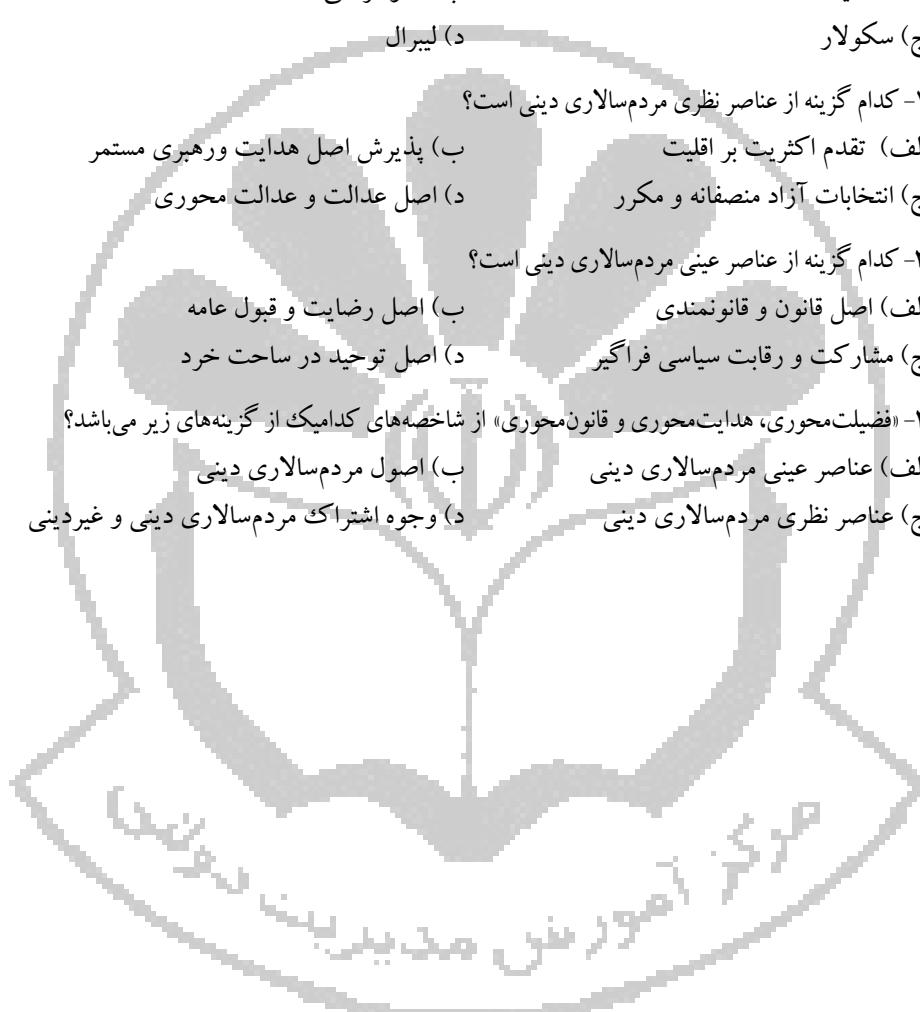 ج) سکولار د) لیبرال
- کدام گزینه از عناصر نظری مردم‌سالاری دینی است؟
لف) تقدم اکثریت بر اقلیت ب) پذیرش اصل هدایت ورهبری مستمر
ج) انتخابات آزاد منصفانه و مکرر د) اصل عدالت و عدالت محوری
- کدام گزینه از عناصر عینی مردم‌سالاری دینی است؟
لف) اصل قانون و قانونمندی ب) اصل رضایت و قبول عامه
ج) مشارکت و رقابت سیاسی فراگیر د) اصل توحید در ساحت خرد
- «فضیلت‌محوری، هدایت‌محوری و قانون‌محوری» از شاخصه‌های کدامیک از گزینه‌های زیر می‌باشد؟
لف) عناصر عینی مردم‌سالاری دینی ب) اصول مردم‌سالاری دینی
ج) عناصر نظری مردم‌سالاری دینی د) وجوه اشتراک مردم‌سالاری دینی و غیردینی
مرکز آموزش مدیریت دولتی